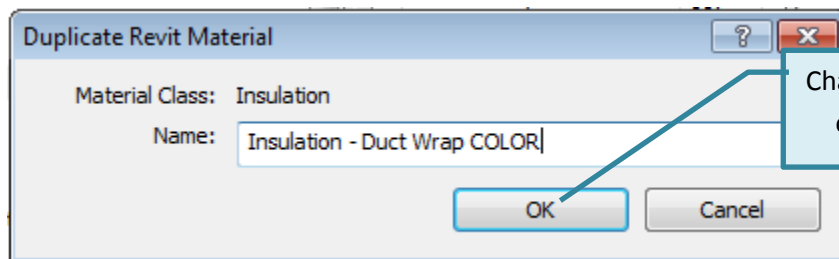 Duplicate Revit Material
Material Class: Insulation
Name: Insulation - Duct Wrap COLOR
OK Cancel